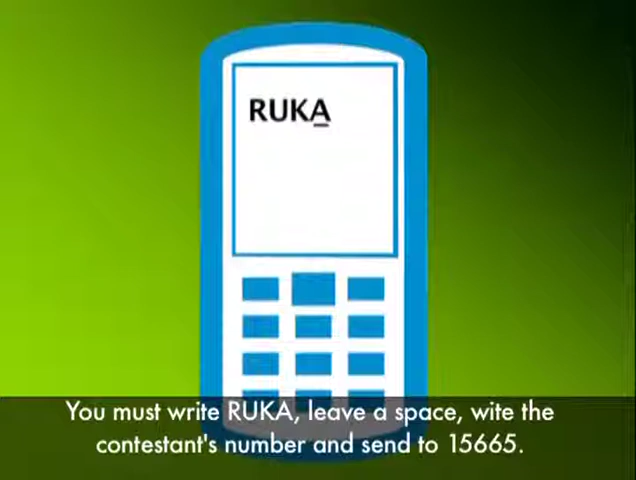 RUKA
You must write RUKA, leave a space, wite the
contestant's number and send to 15665.